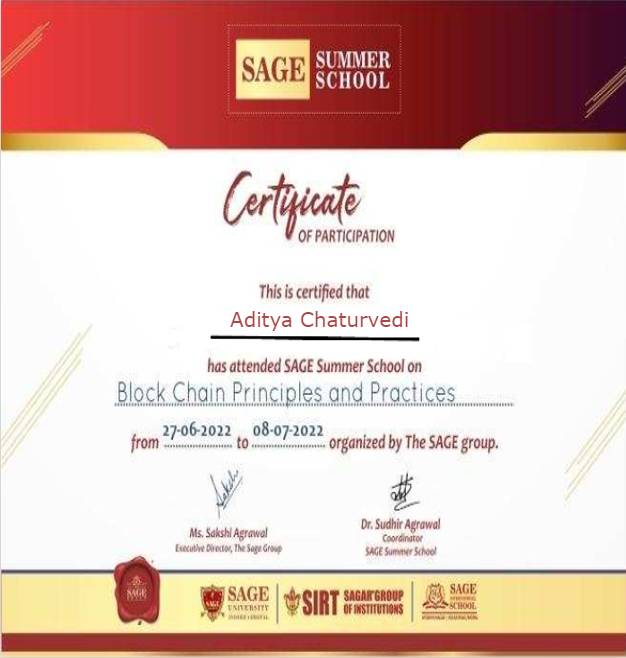 SAGE SUMMER SCHOOL
Certificate
OF PARTICIPATION
This is certified that
Aditya Chaturvedi
has attended SAGE Summer School on
Block Chain Principles and Practices
from 27-06-2022 to 08-07-2022 organized by The SAGE group.
Sakshi
Ms. Sakshi Agrawal
Executive Director, The Sage Group
Dr. Sudhir Agrawal
Coordinator
SAGE Summer School
SAGE
SAGE
UNIVERSITY
SIRT SAGAR GROUP
OF INSTITUTIONS
SAGE
INTERNATIONAL
SCHOOL